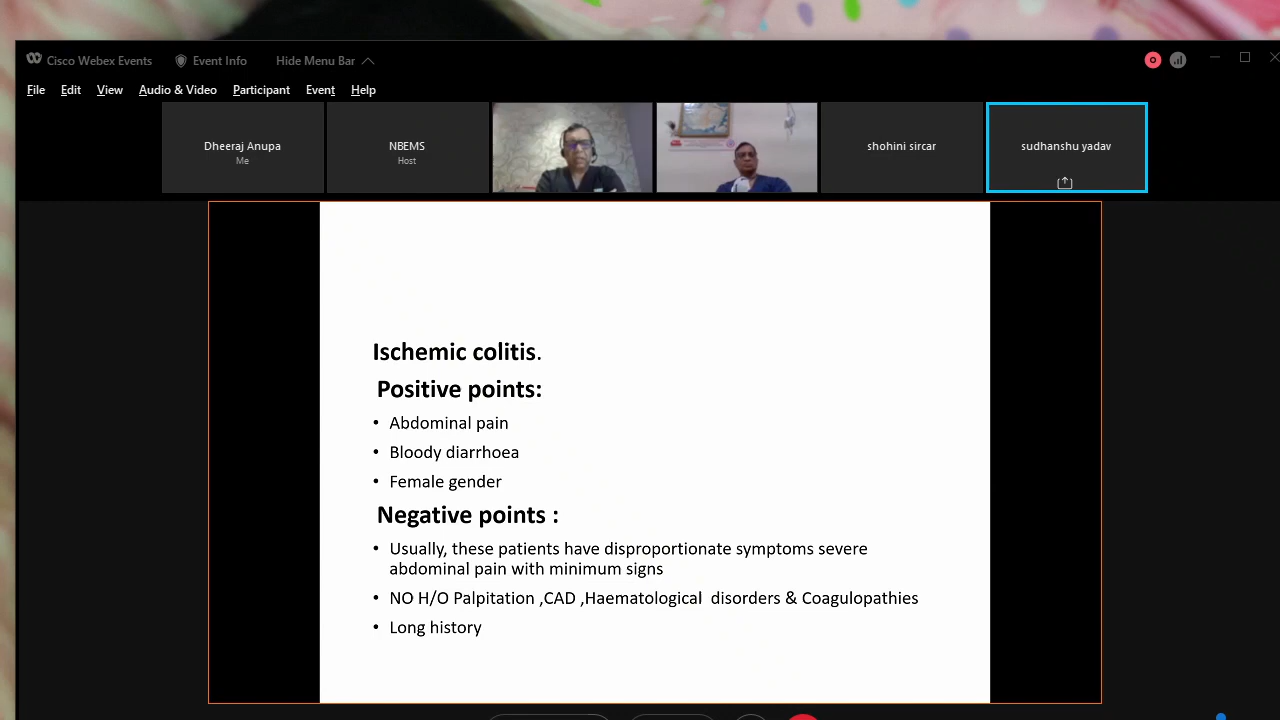 Cisco Webex Events Event Info Hide Menu Bar
File Edit View Audio & Video Participant Event Help
Dheeraj Anupa
Me
NBEMS
Host
shohini sircar
sudhanshu yadav
Ischemic colitis.
Positive points:
• Abdominal pain
• Bloody diarrhoea
• Female gender
Negative points :
• Usually, these patients have disproportionate symptoms severe
abdominal pain with minimum signs
• NO H/O Palpitation ,CAD ,Haematological disorders & Coagulopathies
• Long history